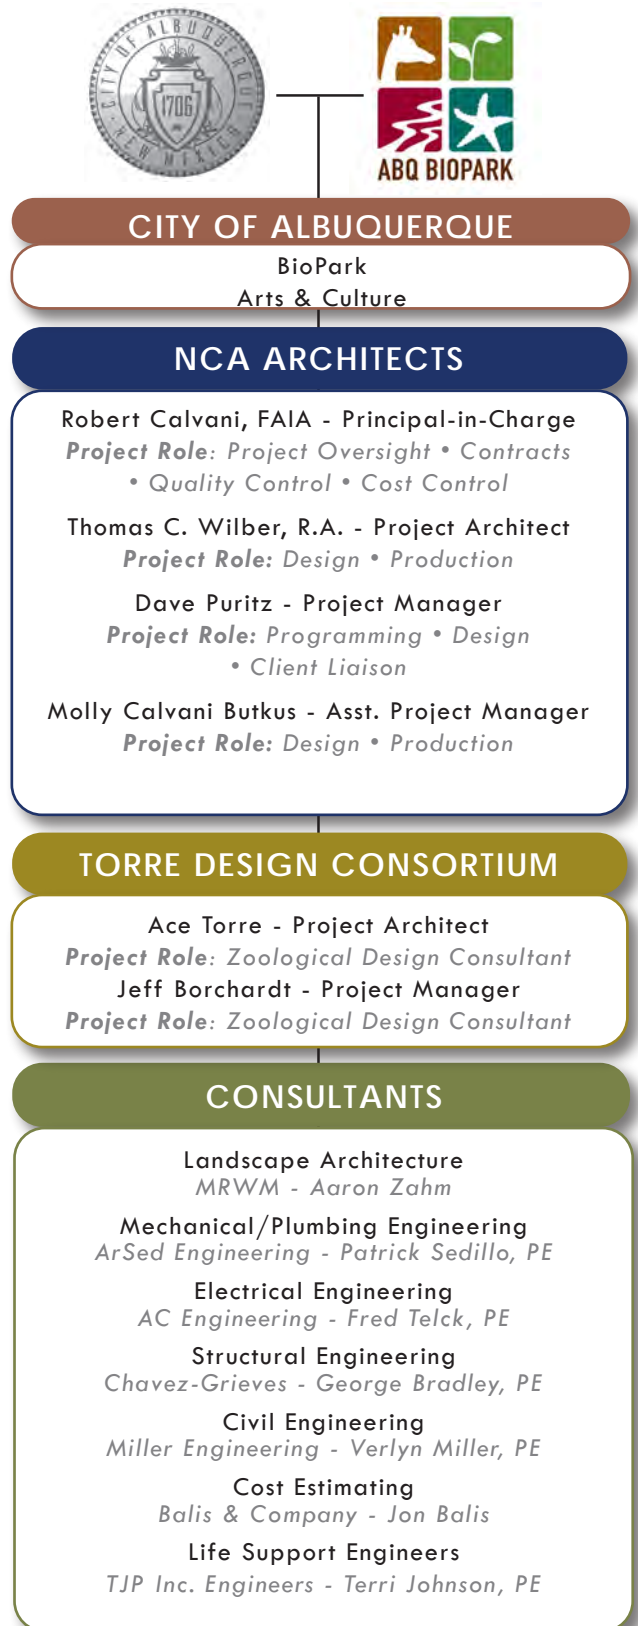 CITY OF ALBUQUERQUE
NEW MEXICO
1706
ABQ BIOPARK
CITY OF ALBUQUERQUE
BioPark
Arts & Culture
NCA ARCHITECTS
Robert Calvani, FAIA - Principal-in-Charge
Project Role: Project Oversight • Contracts
• Quality Control • Cost Control
Thomas C. Wilber, R.A. - Project Architect
Project Role: Design • Production
Dave Puritz - Project Manager
Project Role: Programming • Design
• Client Liaison
Molly Calvani Butkus - Asst. Project Manager
Project Role: Design • Production
TORRE DESIGN CONSORTIUM
Ace Torre - Project Architect
Project Role: Zoological Design Consultant
Jeff Borchardt - Project Manager
Project Role: Zoological Design Consultant
CONSULTANTS
Landscape Architecture
MRWM - Aaron Zahm
Mechanical/Plumbing Engineering
ArSed Engineering - Patrick Sedillo, PE
Electrical Engineering
AC Engineering - Fred Telck, PE
Structural Engineering
Chavez-Grieves - George Bradley, PE
Civil Engineering
Miller Engineering - Verlyn Miller, PE
Cost Estimating
Balis & Company - Jon Balis
Life Support Engineers
TJP Inc. Engineers - Terri Johnson, PE